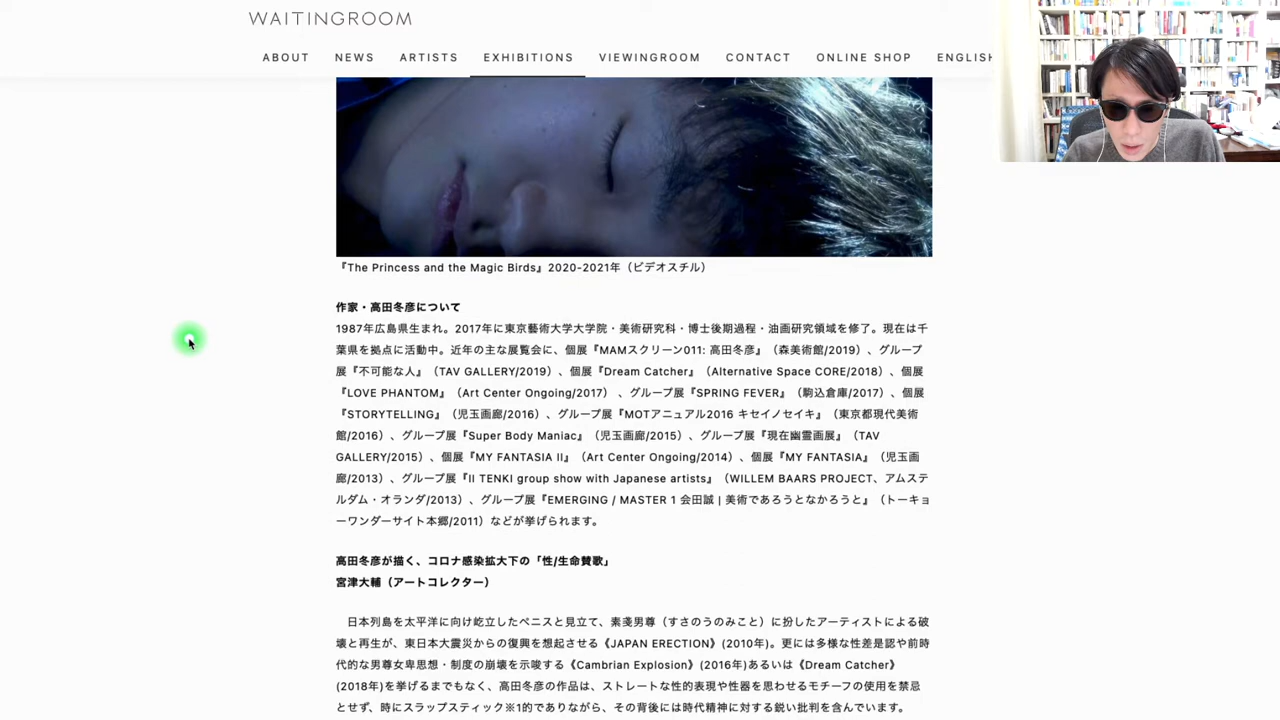 WAITINGROOM
ABOUT NEWS ARTISTS EXHIBITIONS VIEWINGROOM CONTACT ONLINE SHOP ENGLISH
『The Princess and the Magic Birds』2020-2021年（ビデオスチル）
作家・高田冬彦について
1987年広島県生まれ。2017年に東京藝術大学大学院・美術研究科・博士後期過程・油画研究領域を修了。現在は千
葉県を拠点に活動中。近年の主な展覧会に、個展『MAMスクリーン011: 高田冬彦』（森美術館/2019）、グループ
展『不可能な人』（TAV GALLERY/2019）、個展『Dream Catcher』（Alternative Space CORE/2018）、個展
『LOVE PHANTOM』（Art Center Ongoing/2017）、グループ展『SPRING FEVER』（駒込倉庫/2017）、個展
『STORYTELLING』（児玉画廊/2016）、グループ展『MOTアニュアル2016 キセイノセイキ』（東京都現代美術
館/2016）、グループ展『Super Body Maniac』（児玉画廊/2015）、グループ展『現在幽霊画展』（TAV
GALLERY/2015）、個展『MY FANTASIA II』（Art Center Ongoing/2014）、個展『MY FANTASIA』（児玉画
廊/2013）、グループ展『II TENKI group show with Japanese artists』（WILLEM BAARS PROJECT、アムステ
ルダム・オランダ/2013）、グループ展『EMERGING / MASTER 1 会田誠 | 美術であろうとなかろうと』（トーキョ
ーワンダーサイト本郷/2011）などが挙げられます。
高田冬彦が描く、コロナ感染拡大下の「性/生命賛歌」
宮津大輔（アートコレクター）
日本列島を太平洋に向け屹立したペニスと見立て、素戔男尊（すさのうのみこと）に扮したアーティストによる破
壊と再生が、東日本大震災からの復興を想起させる《JAPAN ERECTION》(2010年)。更には多様な性差是認や前時
代的な男尊女卑思想・制度の崩壊を示唆する《Cambrian Explosion》(2016年)あるいは《Dream Catcher》
(2018年)を挙げるまでもなく、高田冬彦の作品は、ストレートな性的表現や性器を思わせるモチーフの使用を禁忌
とせず、時にスラップスティック※1的でありながら、その背後には時代精神に対する鋭い批判を含んでいます。